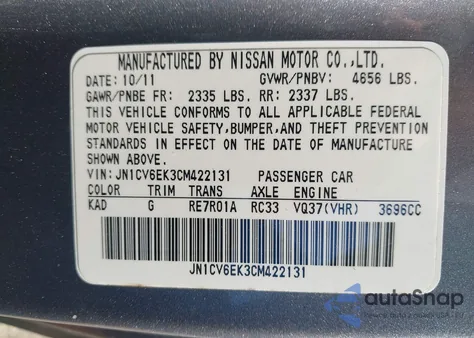 MANUFACTURED BY NISSAN MOTOR CO.,LTD.
DATE: 10/11 GVWR/PNBV: 4656 LBS.
GAWR/PNBE FR: 2335 LBS. RR: 2337 LBS.
THIS VEHICLE CONFORMS TO ALL APPLICABLE FEDERAL
MOTOR VEHICLE SAFETY,BUMPER,AND THEFT PREVENTION
STANDARDS IN EFFECT ON THE DATE OF MANUFACTURE
SHOWN ABOVE.
VIN: JN1CV6EK3CM422131 PASSENGER CAR
COLOR TRIM TRANS AXLE ENGINE
KAD G RE7R01A RC33 VQ37(VHR) 3696CC
JN1CV6EK3CM422131
autoSnap